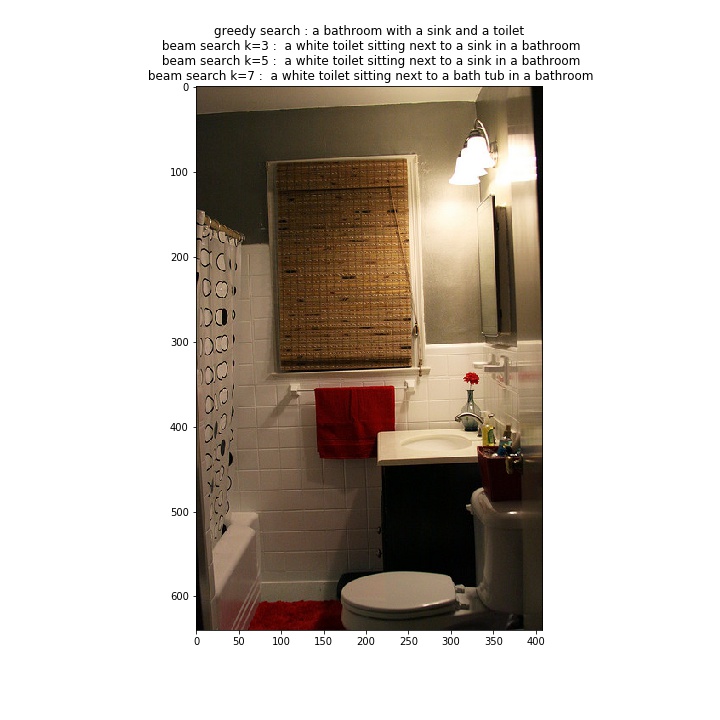 greedy search : a bathroom with a sink and a toilet
beam search k=3 :  a white toilet sitting next to a sink in a bathroom
beam search k=5 :  a white toilet sitting next to a sink in a bathroom
beam search k=7 :  a white toilet sitting next to a bath tub in a bathroom
0
100
200
300
400
500
600
0 50 100 150 200 250 300 350 400